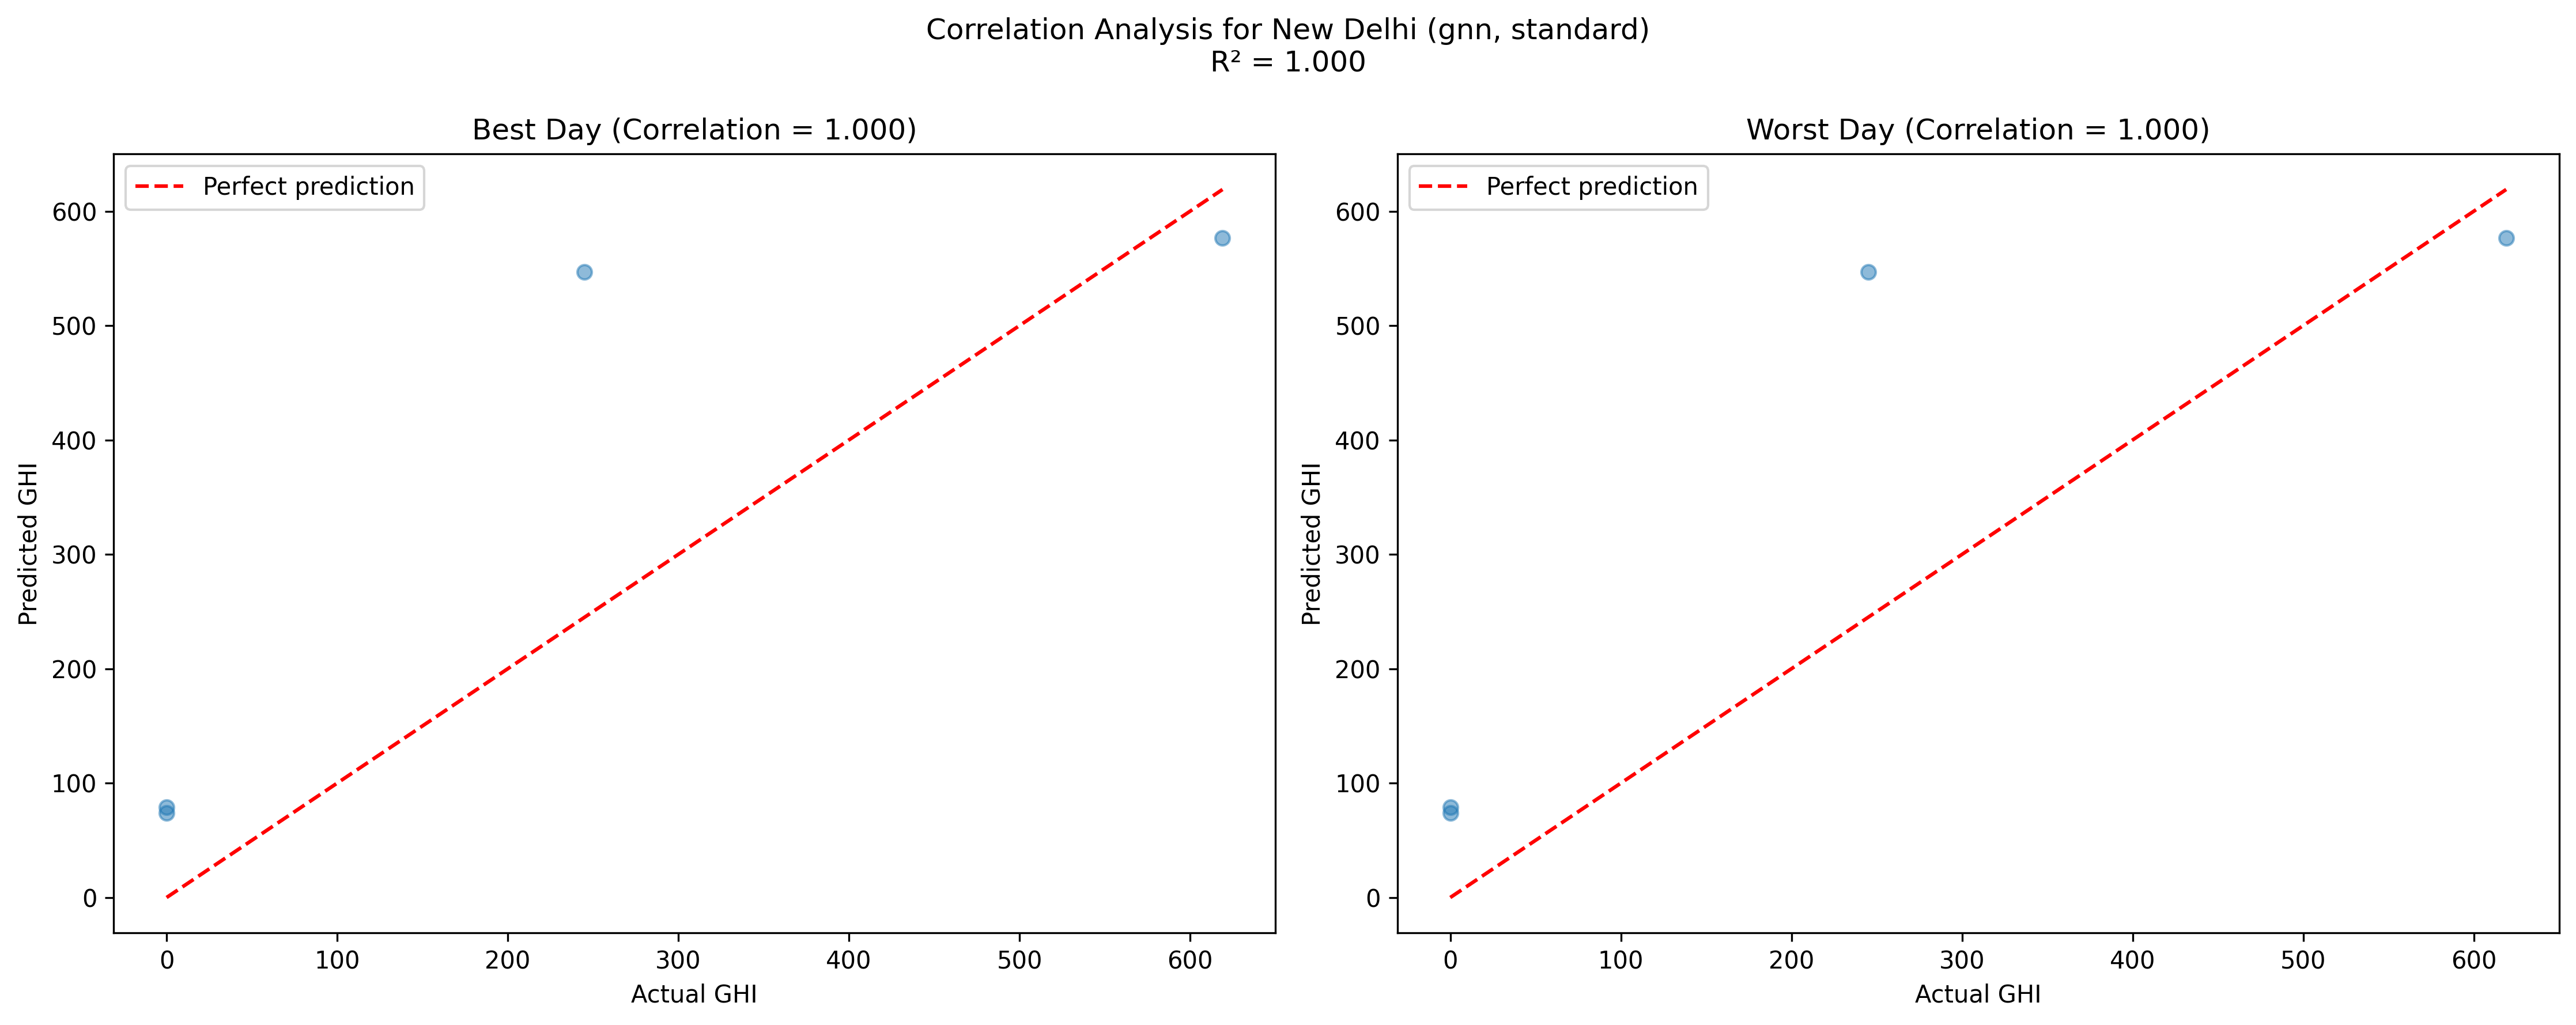 Correlation Analysis for New Delhi (gnn, standard)
R² = 1.000
Best Day (Correlation = 1.000)
Perfect prediction
Predicted GHI
600
500
400
300
200
100
0
0 100 200 300 400 500 600
Actual GHI
Worst Day (Correlation = 1.000)
Perfect prediction
Predicted GHI
600
500
400
300
200
100
0
0 100 200 300 400 500 600
Actual GHI